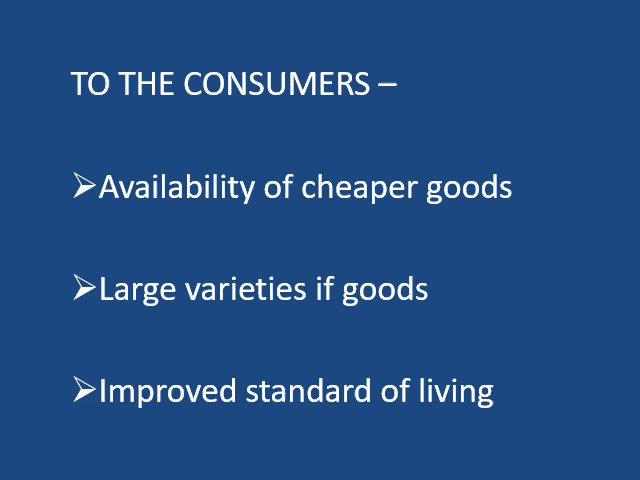 TO THE CONSUMERS –
➢Availability of cheaper goods
➢Large varieties if goods
➢Improved standard of living